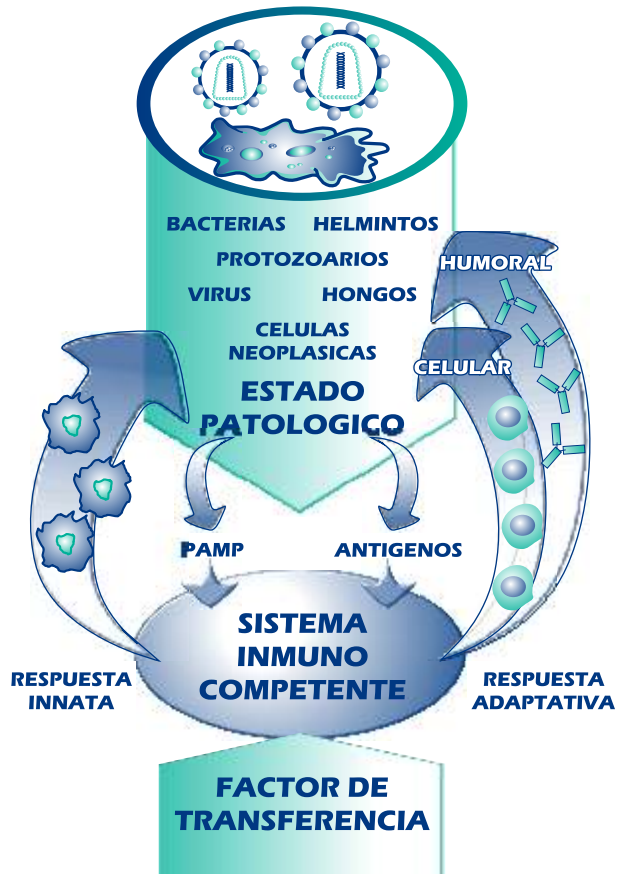 BACTERIAS HELMINTOS
PROTOZOARIOS
VIRUS HONGOS
CELULAS
NEOPLASICAS
ESTADO
PATOLOGICO
HUMORAL
CELULAR
PAMP
ANTIGENOS
SISTEMA
INMUNO
COMPETENTE
RESPUESTA
INNATA
RESPUESTA
ADAPTATIVA
FACTOR DE
TRANSFERENCIA